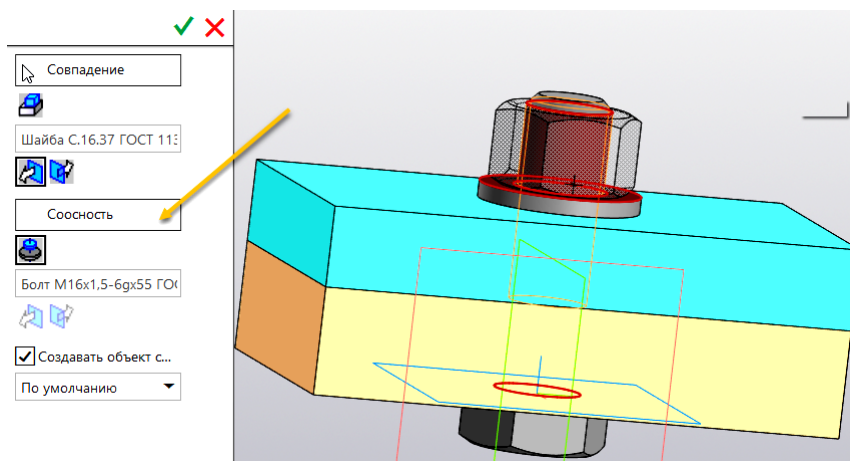 Совпадение
Шайба С.16.37 ГОСТ 113
Соосность
Болт М16х1,5-6gх55 ГОС
Создавать объект с...
По умолчанию